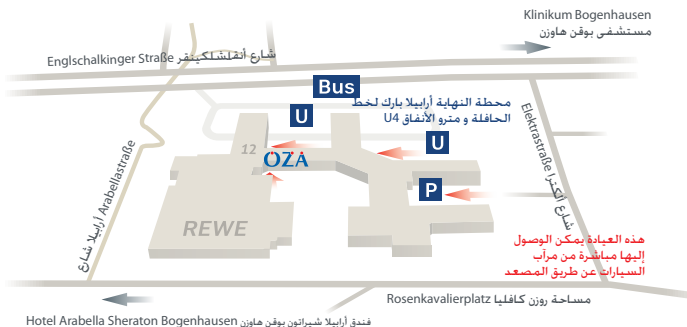 Klinikum Bogenhausen
مستشفى بوقن هاوزن
Englschalkinger Straße شارع أنقلشلكينقر
Bus
محطة النهاية أرابيلا بارك لخط
الحافلة و مترو الأنفاق U4
U
U
12
OZA
P
REWE
Arabellastraße أرابيلا شارع
Elektrastraße شارع ألكترا
هذه العيادة يمكن الوصول
إليها مباشرة من مرآب
السيارات عن طريق المصعد
Rosenkavalierplatz مساحة روزن كافليا
Hotel Arabella Sheraton Bogenhausen فندق أرابيلا شيراتون بوقن هاوزن